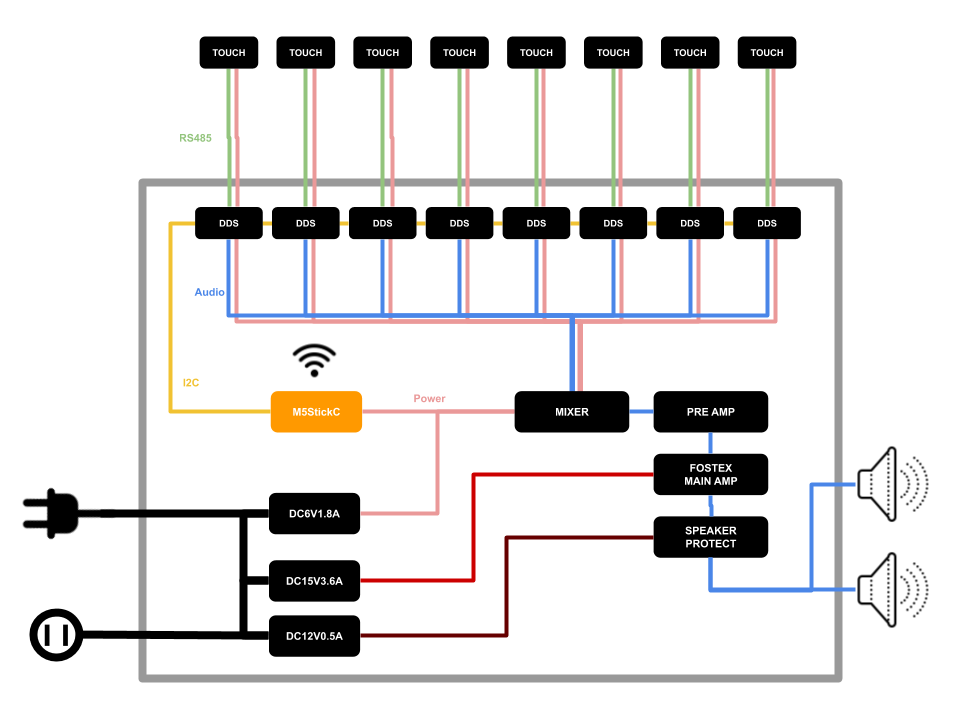 TOUCH
TOUCH
TOUCH
TOUCH
TOUCH
TOUCH
TOUCH
TOUCH
RS485
DDS
DDS
DDS
DDS
DDS
DDS
DDS
DDS
Audio
I2C
M5StickC
Power
MIXER
PRE AMP
FOSTEX
MAIN AMP
DC6V1.8A
SPEAKER
PROTECT
DC15V3.6A
DC12V0.5A